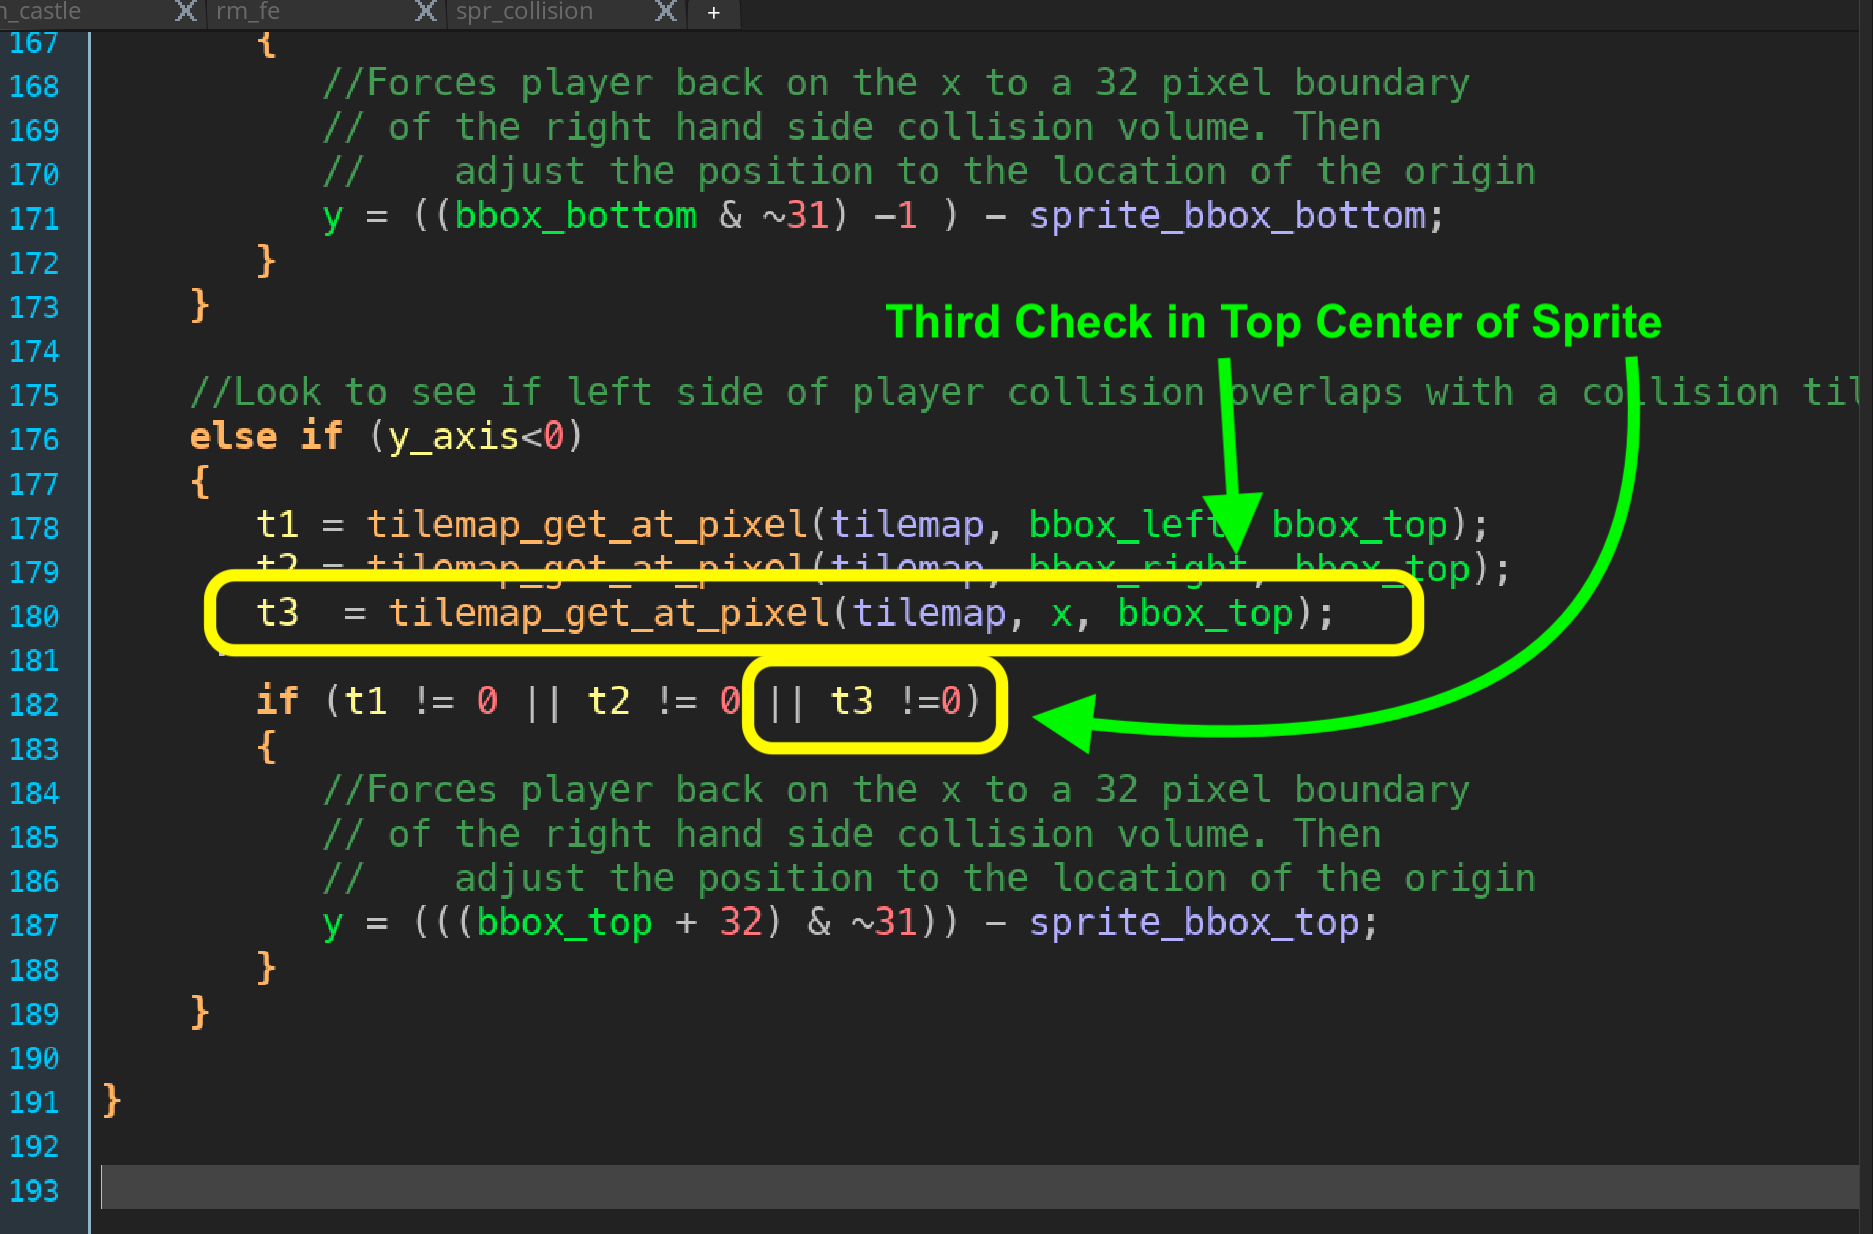 n_castle X rm_fe X spr_collision X +
167 {
168 //Forces player back on the x to a 32 pixel boundary
169 // of the right hand side collision volume. Then
170 //    adjust the position to the location of the origin
171 y = ((bbox_bottom & ~31) -1 ) - sprite_bbox_bottom;
172 }
173 }
Third Check in Top Center of Sprite
174
175 //Look to see if left side of player collision overlaps with a collision til
176 else if (y_axis<0)
177 {
178 t1 = tilemap_get_at_pixel(tilemap, bbox_left, bbox_top);
179 t2 = tilemap_get_at_pixel(tilemap, bbox_right, bbox_top);
180 t3  = tilemap_get_at_pixel(tilemap, x, bbox_top);
181
182 if (t1 != 0 || t2 != 0 || t3 !=0)
183 {
184 //Forces player back on the x to a 32 pixel boundary
185 // of the right hand side collision volume. Then
186 //    adjust the position to the location of the origin
187 y = (((bbox_top + 32) & ~31)) - sprite_bbox_top;
188 }
189 }
190
191 }
192
193